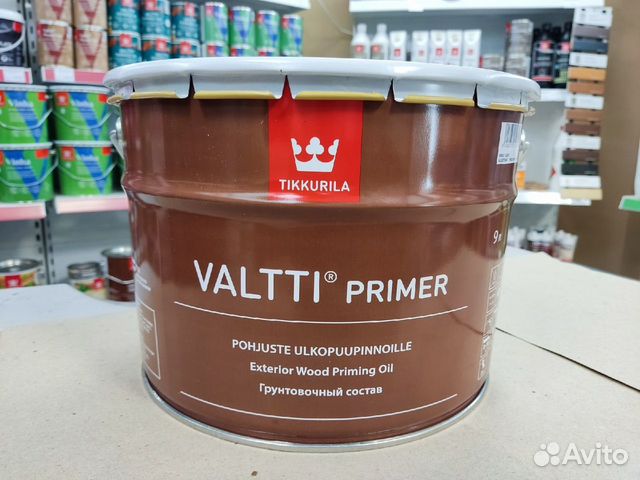 TIKKURILA
VALTTI® PRIMER
9 л
POHJUSTE ULKOPUUPINNOILLE
Exterior Wood Priming Oil
Грунтовочный состав
Avito